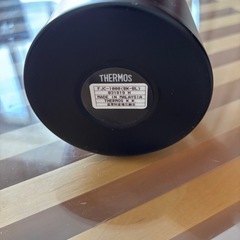 THERMOS
FJC-1000(BK-BL)
MADE IN MALAYSIA
THERMOS K.K.